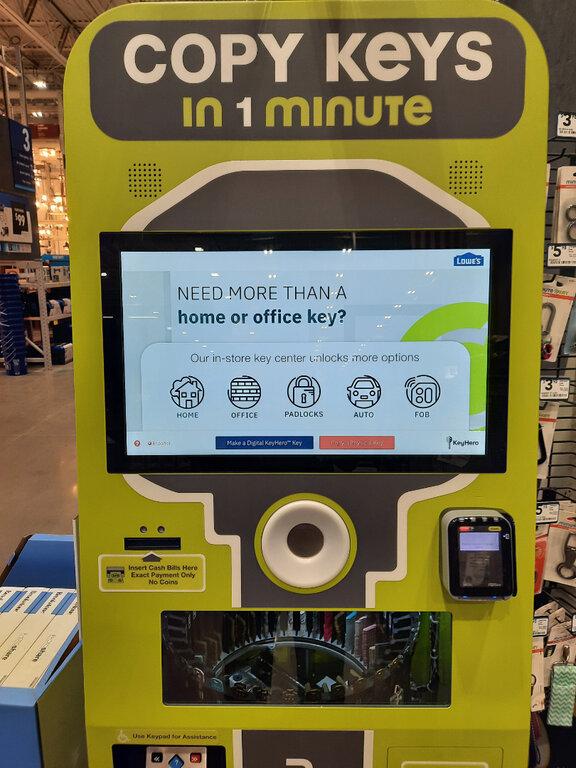 COPY KeYS
in 1 minute
LOWE'S
NEED MORE THAN A
home or office key?
Our in-store key center unlocks more options
HOME
OFFICE
PADLOCKS
AUTO
FOB
Make a Digital KeyHero™ Key
KeyHero
Insert Cash Bills Here
Exact Payment Only
No Coins
Use Keypad for Assistance
3
99